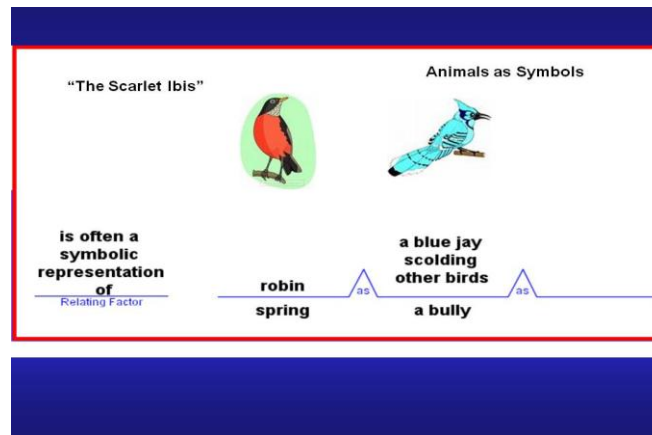 “The Scarlet Ibis”
Animals as Symbols
is often a
symbolic
representation
of
Relating Factor
robin
spring
as
a blue jay
scolding
other birds
a bully
as